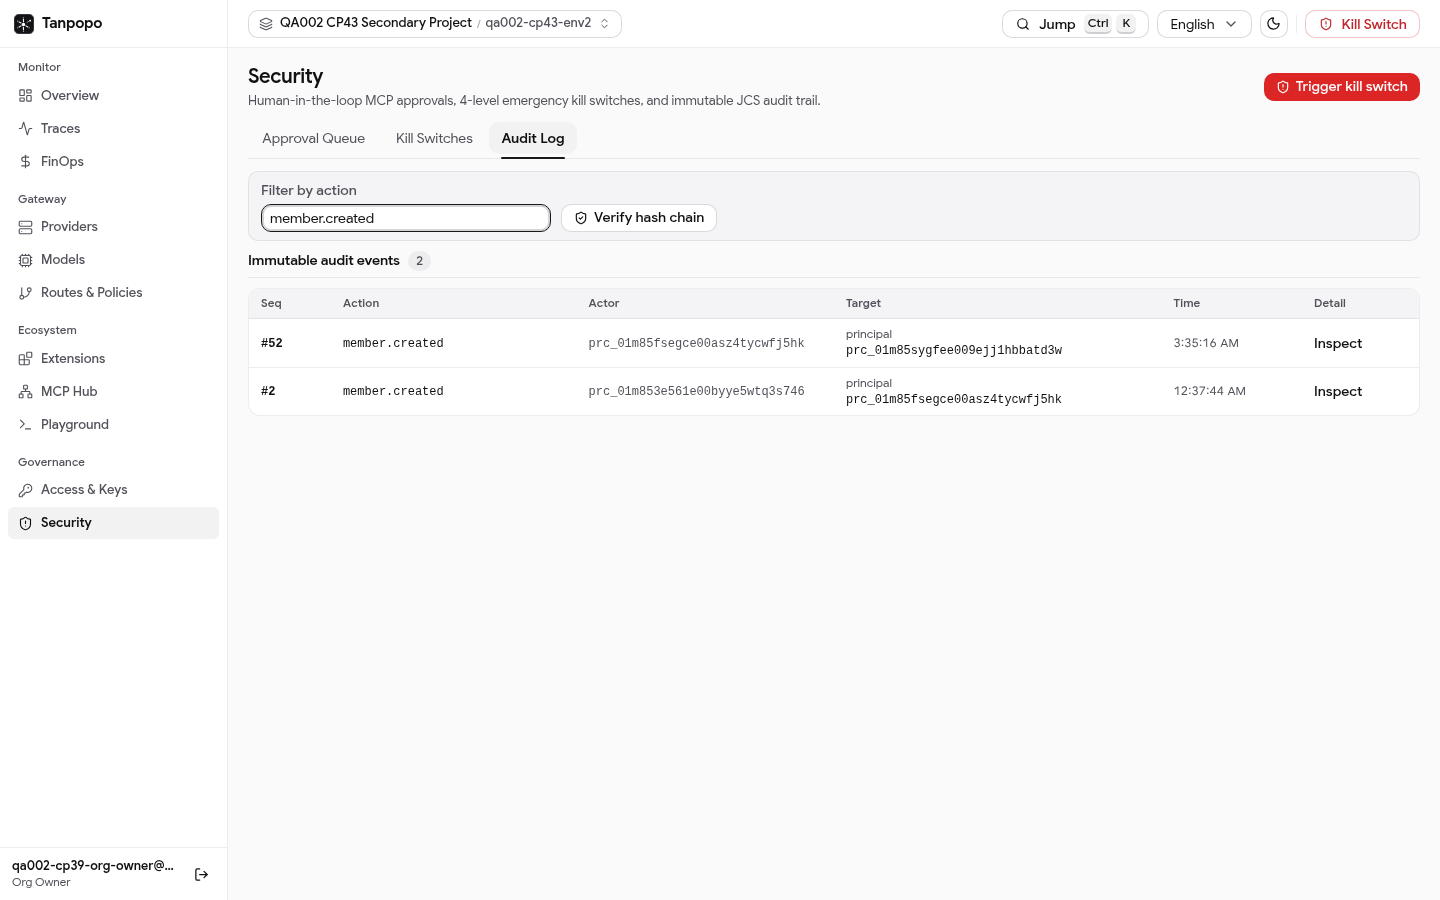 Tanpopo
QA002 CP43 Secondary Project / qa002-cp43-env2
Jump Ctrl K
English
Kill Switch
Monitor
Overview
Traces
FinOps
Gateway
Providers
Models
Routes & Policies
Ecosystem
Extensions
MCP Hub
Playground
Governance
Access & Keys
Security
qa002-cp39-org-owner@...
Org Owner
Security
Human-in-the-loop MCP approvals, 4-level emergency kill switches, and immutable JCS audit trail.
Trigger kill switch
Approval Queue Kill Switches Audit Log
Filter by action
member.created Verify hash chain
Immutable audit events 2
Seq Action Actor Target Time Detail
#52 member.created prc_01m85fsegce00asz4tycwfj5hk principal 3:35:16 AM Inspect
prc_01m85sygfee009ejj1hbbatd3w
#2 member.created prc_01m853e561e00byye5wtq3s746 principal 12:37:44 AM Inspect
prc_01m85fsegce00asz4tycwfj5hk